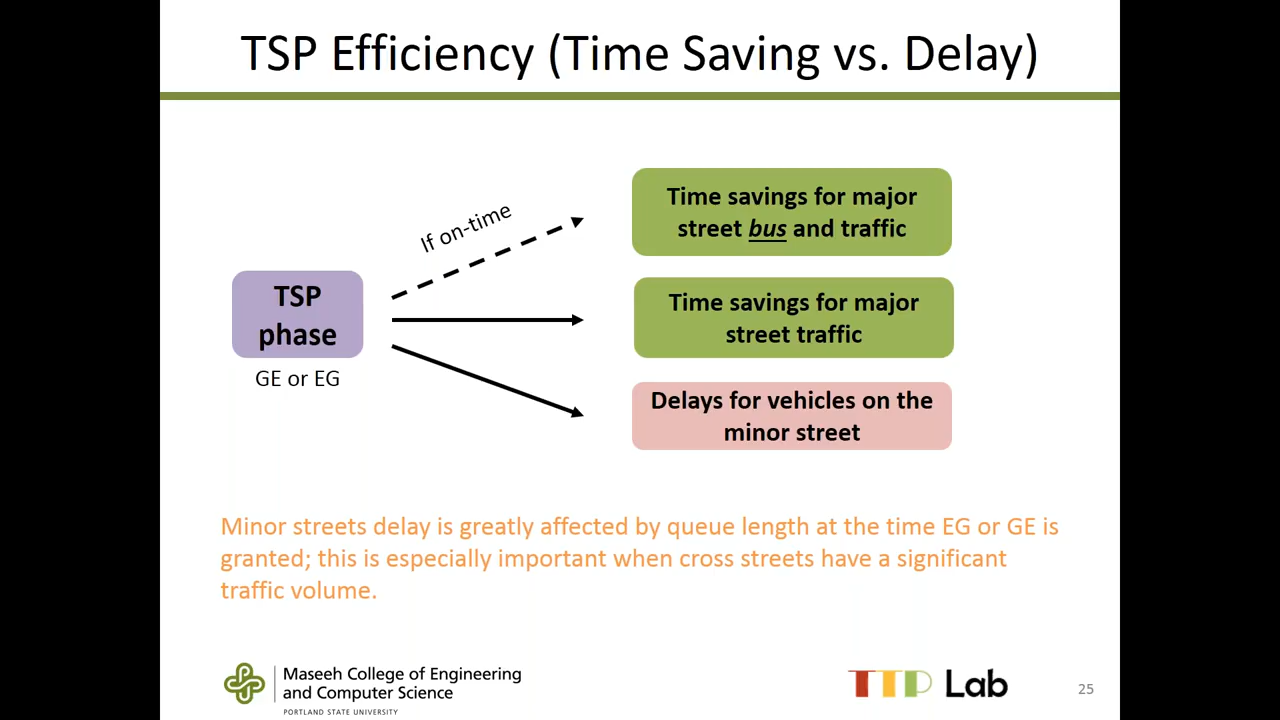 TSP Efficiency (Time Saving vs. Delay)
If on-time
Time savings for major
street bus and traffic
TSP
phase
GE or EG
Time savings for major
street traffic
Delays for vehicles on the
minor street
Minor streets delay is greatly affected by queue length at the time EG or GE is
granted; this is especially important when cross streets have a significant
traffic volume.
Maseeh College of Engineering
and Computer Science
PORTLAND STATE UNIVERSITY
TTP Lab
25